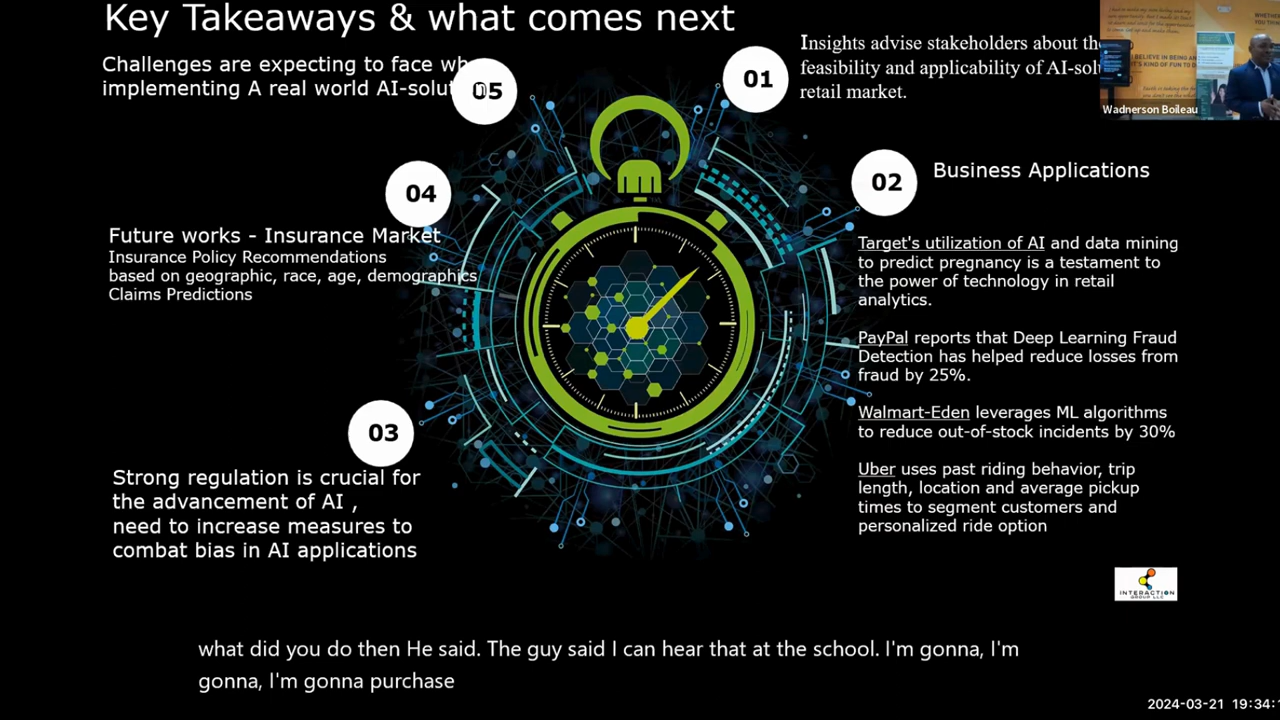 Key Takeaways & what comes next
Challenges are expecting to face
implementing A real world
05
01
Insights advise stakeholders about
feasibility and applicability of
retail market.
Wadnerson Boileau
02
Business Applications
Target's utilization of AI and data mining
to predict pregnancy is a testament to
the power of technology in retail
analytics.
PayPal reports that Deep Learning Fraud
Detection has helped reduce losses from
fraud by 25%.
Walmart-Eden leverages ML algorithms
to reduce out-of-stock incidents by 30%
Uber uses past riding behavior, trip
length, location and average pickup
times to segment customers and
personalized ride option
04
Future works - Insurance Market
Insurance Policy Recommendations
based on geographic, race, age, demographics
Claims Predictions
03
Strong regulation is crucial for
the advancement of AI ,
need to increase measures to
combat bias in AI applications
INTERACTION
GROUP LLC
what did you do then He said. The guy said I can hear that at the school. I'm gonna, I'm
gonna, I'm gonna purchase
2024-03-21 19:34: